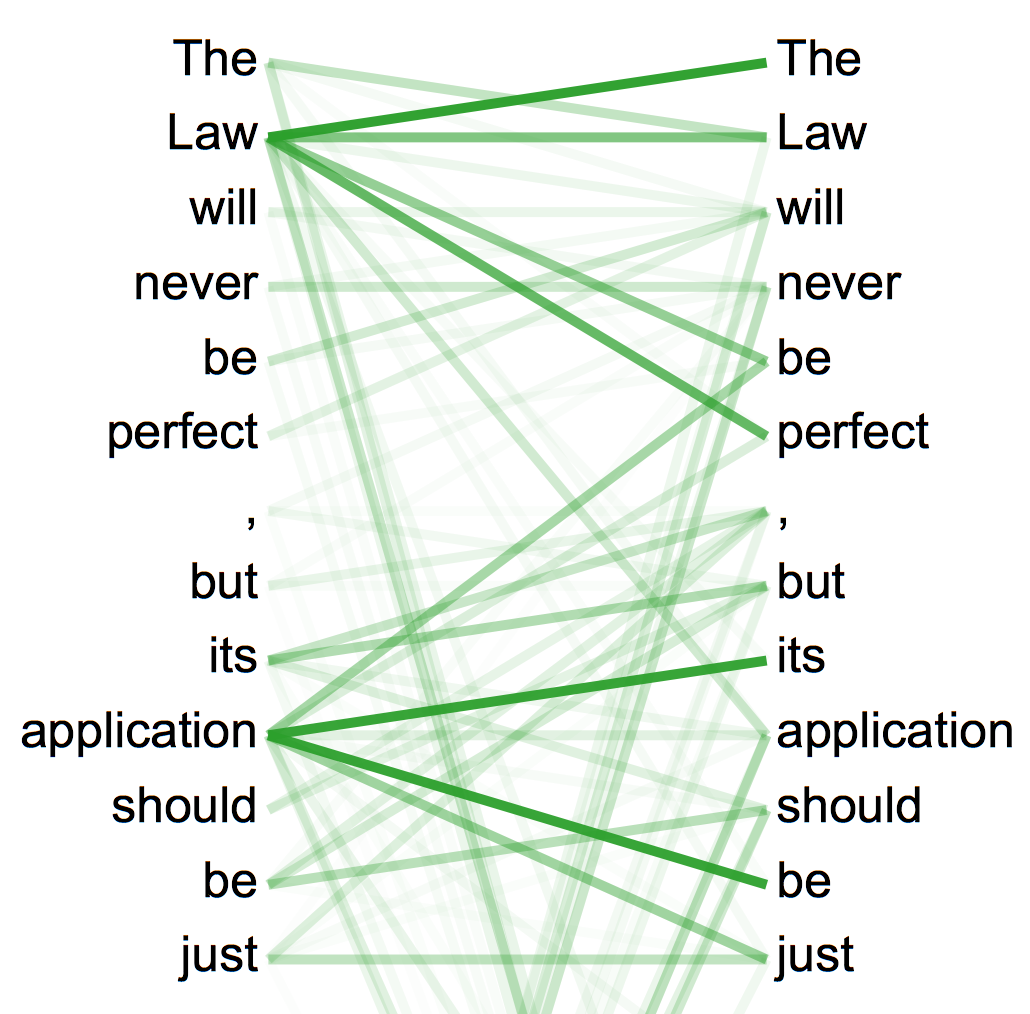 The The
Law Law
will will
never never
be be
perfect perfect
, ,
but but
its its
application application
should should
be be
just just